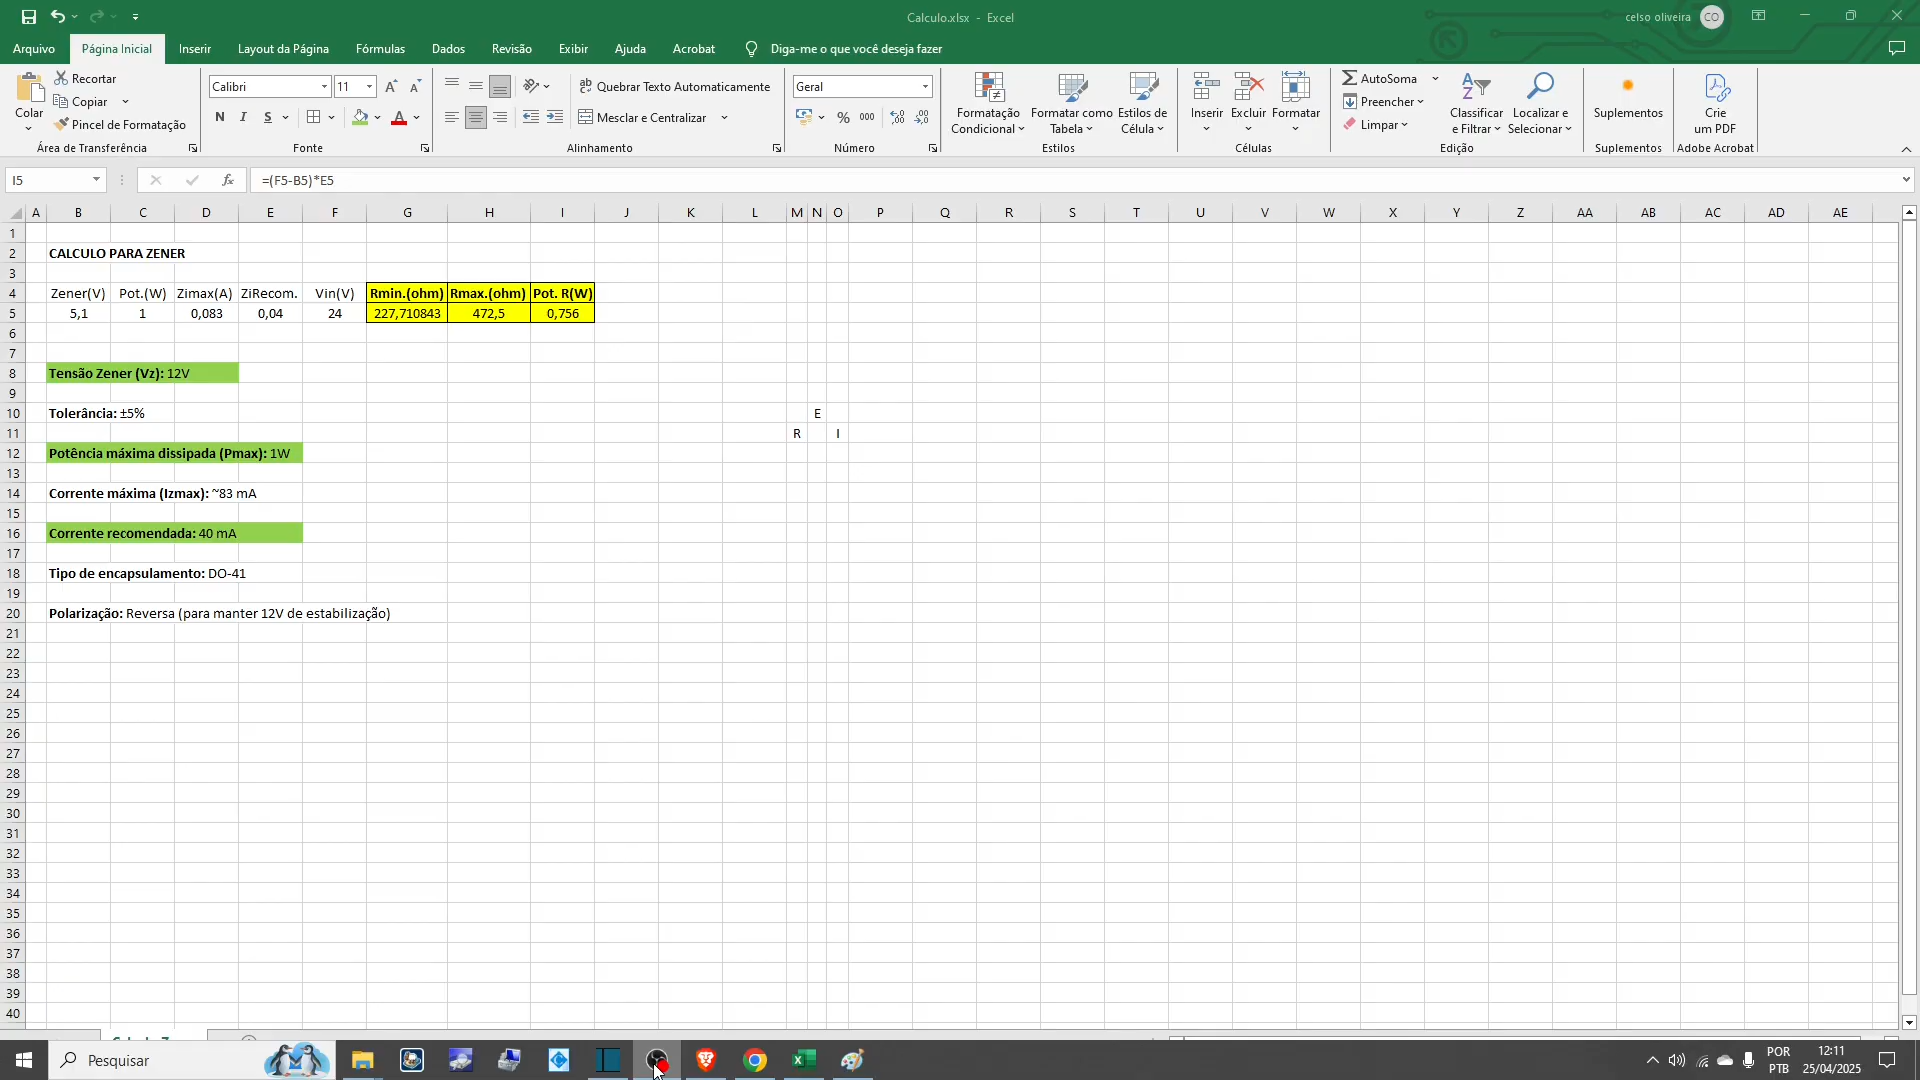 Calculo.xlsx - Excel
celso oliveira CO
Arquivo Página Inicial Inserir Layout da Página Fórmulas Dados Revisão Exibir Ajuda Acrobat Diga-me o que você deseja fazer
Colar
Recortar
Copiar
Pincel de Formatação
Área de Transferência
Calibri 11
N I S
Fonte
Quebrar Texto Automaticamente
Mesclar e Centralizar
Alinhamento
Geral
% 000
Número
Formatação Condicional
Formatar como Tabela
Estilos de Célula
Estilos
Inserir Excluir Formatar
Células
AutoSoma
Preencher
Limpar
Classificar e Filtrar
Localizar e Selecionar
Edição
Suplementos
Suplementos
Crie um PDF
Adobe Acrobat
I5 fx =(F5-B5)*E5
A B C D E F G H I J K L M N O P Q R S T U V W X Y Z AA AB AC AD AE
1
2 CALCULO PARA ZENER
3
4 Zener(V) Pot.(W) Zimax(A) ZiRecom. Vin(V) Rmin.(ohm) Rmax.(ohm) Pot. R(W)
5 5,1 1 0,083 0,04 24 227,710843 472,5 0,756
6
7
8 Tensão Zener (Vz): 12V
9
10 Tolerância: ±5% E
11 R I
12 Potência máxima dissipada (Pmax): 1W
13
14 Corrente máxima (Izmax): ~83 mA
15
16 Corrente recomendada: 40 mA
17
18 Tipo de encapsulamento: DO-41
19
20 Polarização: Reversa (para manter 12V de estabilização)
21
22
23
24
25
26
27
28
29
30
31
32
33
34
35
36
37
38
39
40
Pesquisar
POR
PTB
12:11
25/04/2025